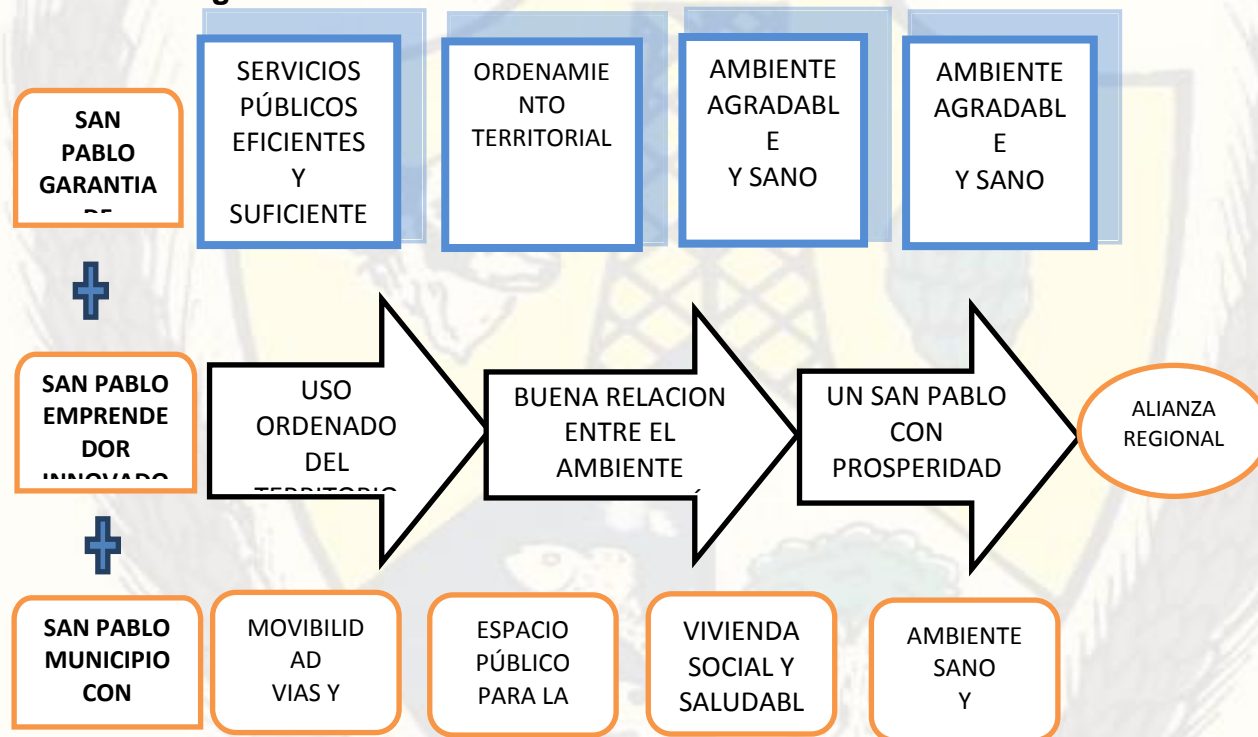 SAN
PABLO
GARANTIA
SERVICIOS
PÚBLICOS
EFICIENTES
Y
SUFICIENTE
ORDENAMIE
NTO
TERRITORIAL
AMBIENTE
AGRADABL
E
Y SANO
AMBIENTE
AGRADABL
E
Y SANO
SAN PABLO
EMPRENDE
DOR
INNOVADO
USO
ORDENADO
DEL
TERRITORIO
BUENA RELACION
ENTRE EL
AMBIENTE
UN SAN PABLO
CON
PROSPERIDAD
ALIANZA
REGIONAL
SAN PABLO
MUNICIPIO
CON
MOVIBILID
AD
VIAS Y
ESPACIO
PÚBLICO
PARA LA
VIVIENDA
SOCIAL Y
SALUDABL
AMBIENTE
SANO
Y